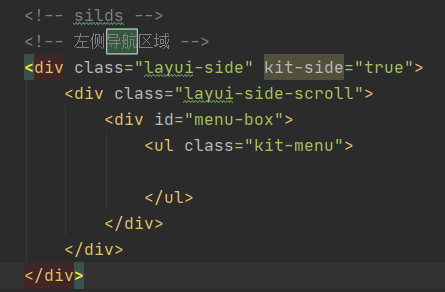 <!-- silds -->
<!-- 左侧导航区域 -->
<div class="layui-side" kit-side="true">
<div class="layui-side-scroll">
<div id="menu-box">
<ul class="kit-menu">
</ul>
</div>
</div>
</div>